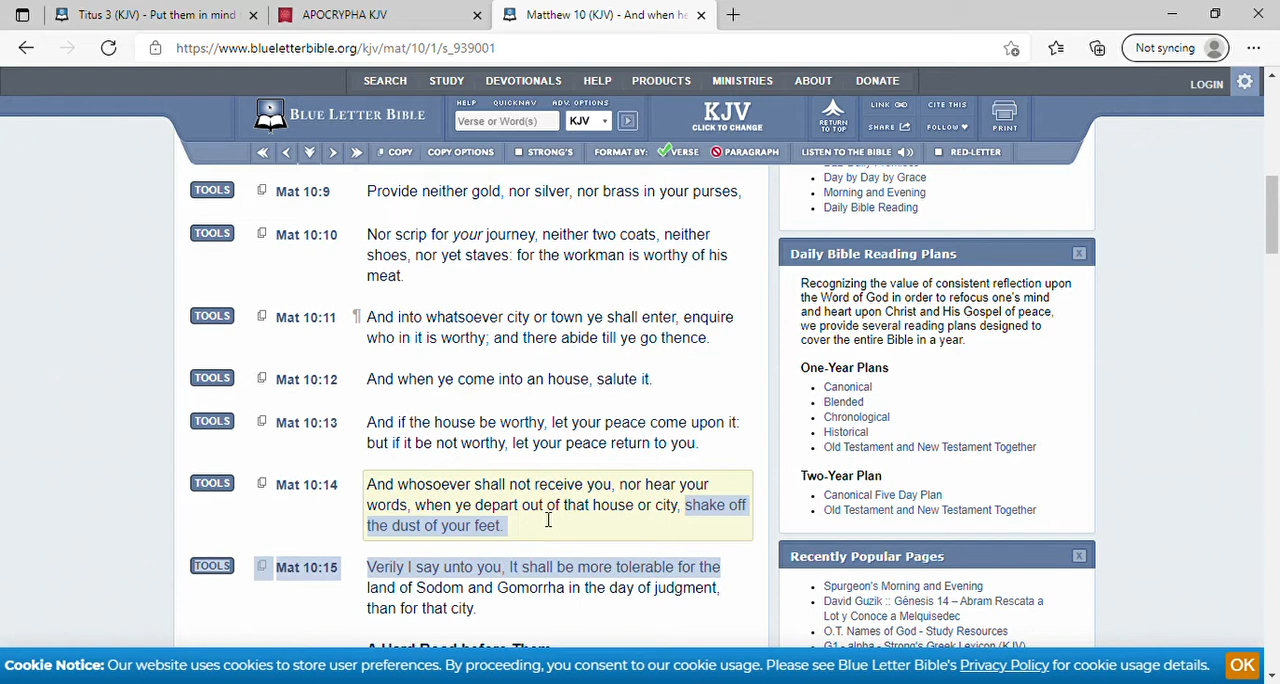 Titus 3 (KJV) - Put them in mind
APOCRYPHA KJV
Matthew 10 (KJV) - And when he
https://www.blueletterbible.org/kjv/mat/10/1/s_939001
Not syncing
SEARCH STUDY DEVOTIONALS HELP PRODUCTS MINISTRIES ABOUT DONATE
LOGIN
BLUE LETTER BIBLE
HELP QUICKNAV ADV. OPTIONS
Verse or Word(s)
KJV
KJV
CLICK TO CHANGE
RETURN
TO TOP
LINK
CITE THIS
SHARE
FOLLOW
PRINT
COPY COPY OPTIONS STRONG'S FORMAT BY: VERSE PARAGRAPH LISTEN TO THE BIBLE RED-LETTER
TOOLS Mat 10:9 Provide neither gold, nor silver, nor brass in your purses,
TOOLS Mat 10:10 Nor scrip for your journey, neither two coats, neither
shoes, nor yet staves: for the workman is worthy of his
meat.
TOOLS Mat 10:11 ¶ And into whatsoever city or town ye shall enter, enquire
who in it is worthy; and there abide till ye go thence.
TOOLS Mat 10:12 And when ye come into an house, salute it.
TOOLS Mat 10:13 And if the house be worthy, let your peace come upon it:
but if it be not worthy, let your peace return to you.
TOOLS Mat 10:14 And whosoever shall not receive you, nor hear your
words, when ye depart out of that house or city, shake off
the dust of your feet.
TOOLS Mat 10:15 Verily I say unto you, It shall be more tolerable for the
land of Sodom and Gomorrha in the day of judgment,
than for that city.
A Hard Road before Them
Day by Day by Grace
Morning and Evening
Daily Bible Reading
Daily Bible Reading Plans
Recognizing the value of consistent reflection upon
the Word of God in order to refocus one's mind
and heart upon Christ and His Gospel of peace,
we provide several reading plans designed to
cover the entire Bible in a year.
One-Year Plans
Canonical
Blended
Chronological
Historical
Old Testament and New Testament Together
Two-Year Plan
Canonical Five Day Plan
Old Testament and New Testament Together
Recently Popular Pages
Spurgeon's Morning and Evening
David Guzik :: Génesis 14 – Abram Rescata a
Lot y Conoce a Melquisedec
O.T. Names of God - Study Resources
G1 - alpha - Strong's Greek Lexicon (KJV)
Cookie Notice: Our website uses cookies to store user preferences. By proceeding, you consent to our cookie usage. Please see Blue Letter Bible's Privacy Policy for cookie usage details. OK